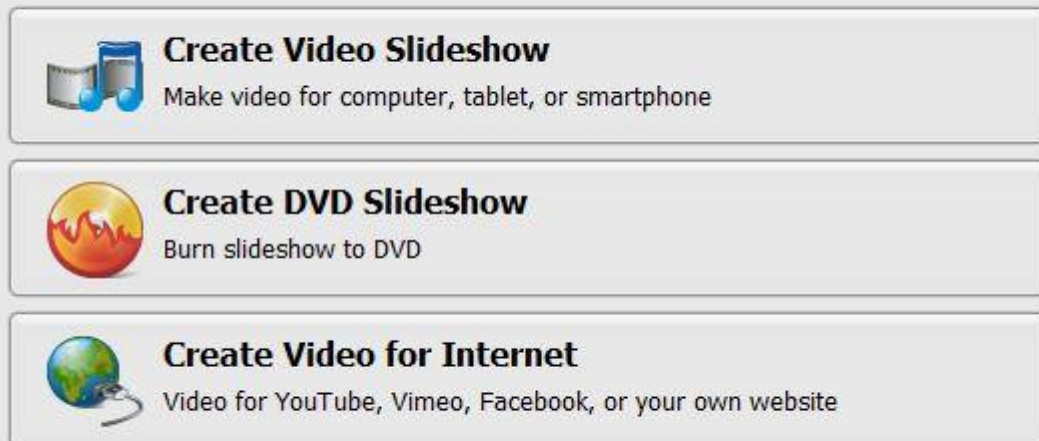 Create Video Slideshow
Make video for computer, tablet, or smartphone
Create DVD Slideshow
Burn slideshow to DVD
Create Video for Internet
Video for YouTube, Vimeo, Facebook, or your own website